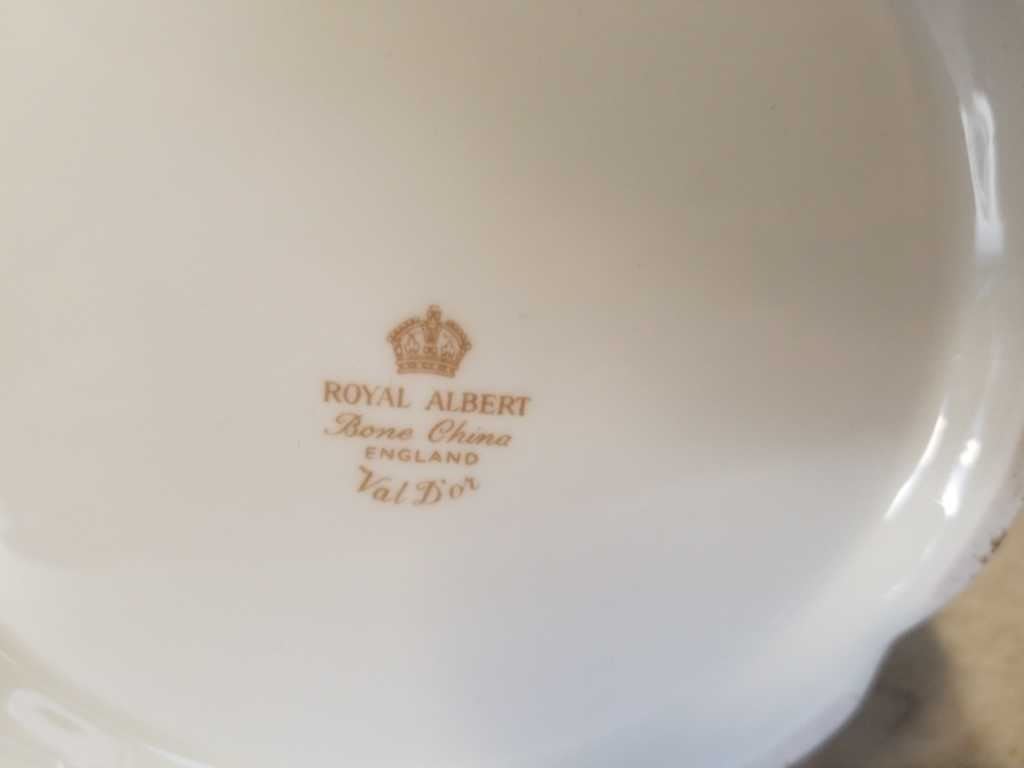 ROYAL ALBERT
Bone China
ENGLAND
Val D'or